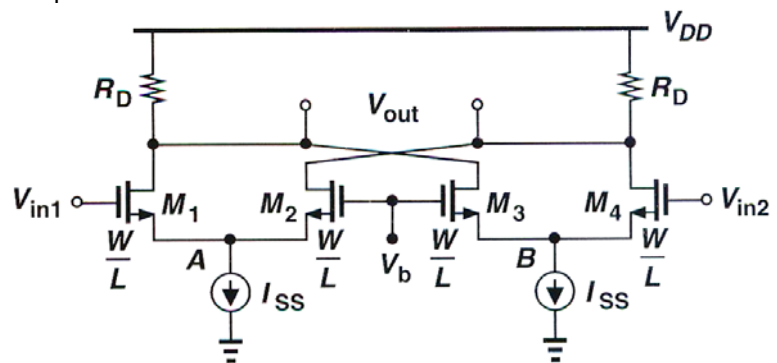 V_DD
R_D
V_out
R_D
V_in1
M_1
M_2
M_3
M_4
V_in2
W/L
A
W/L
V_b
W/L
B
W/L
I_SS
I_SS